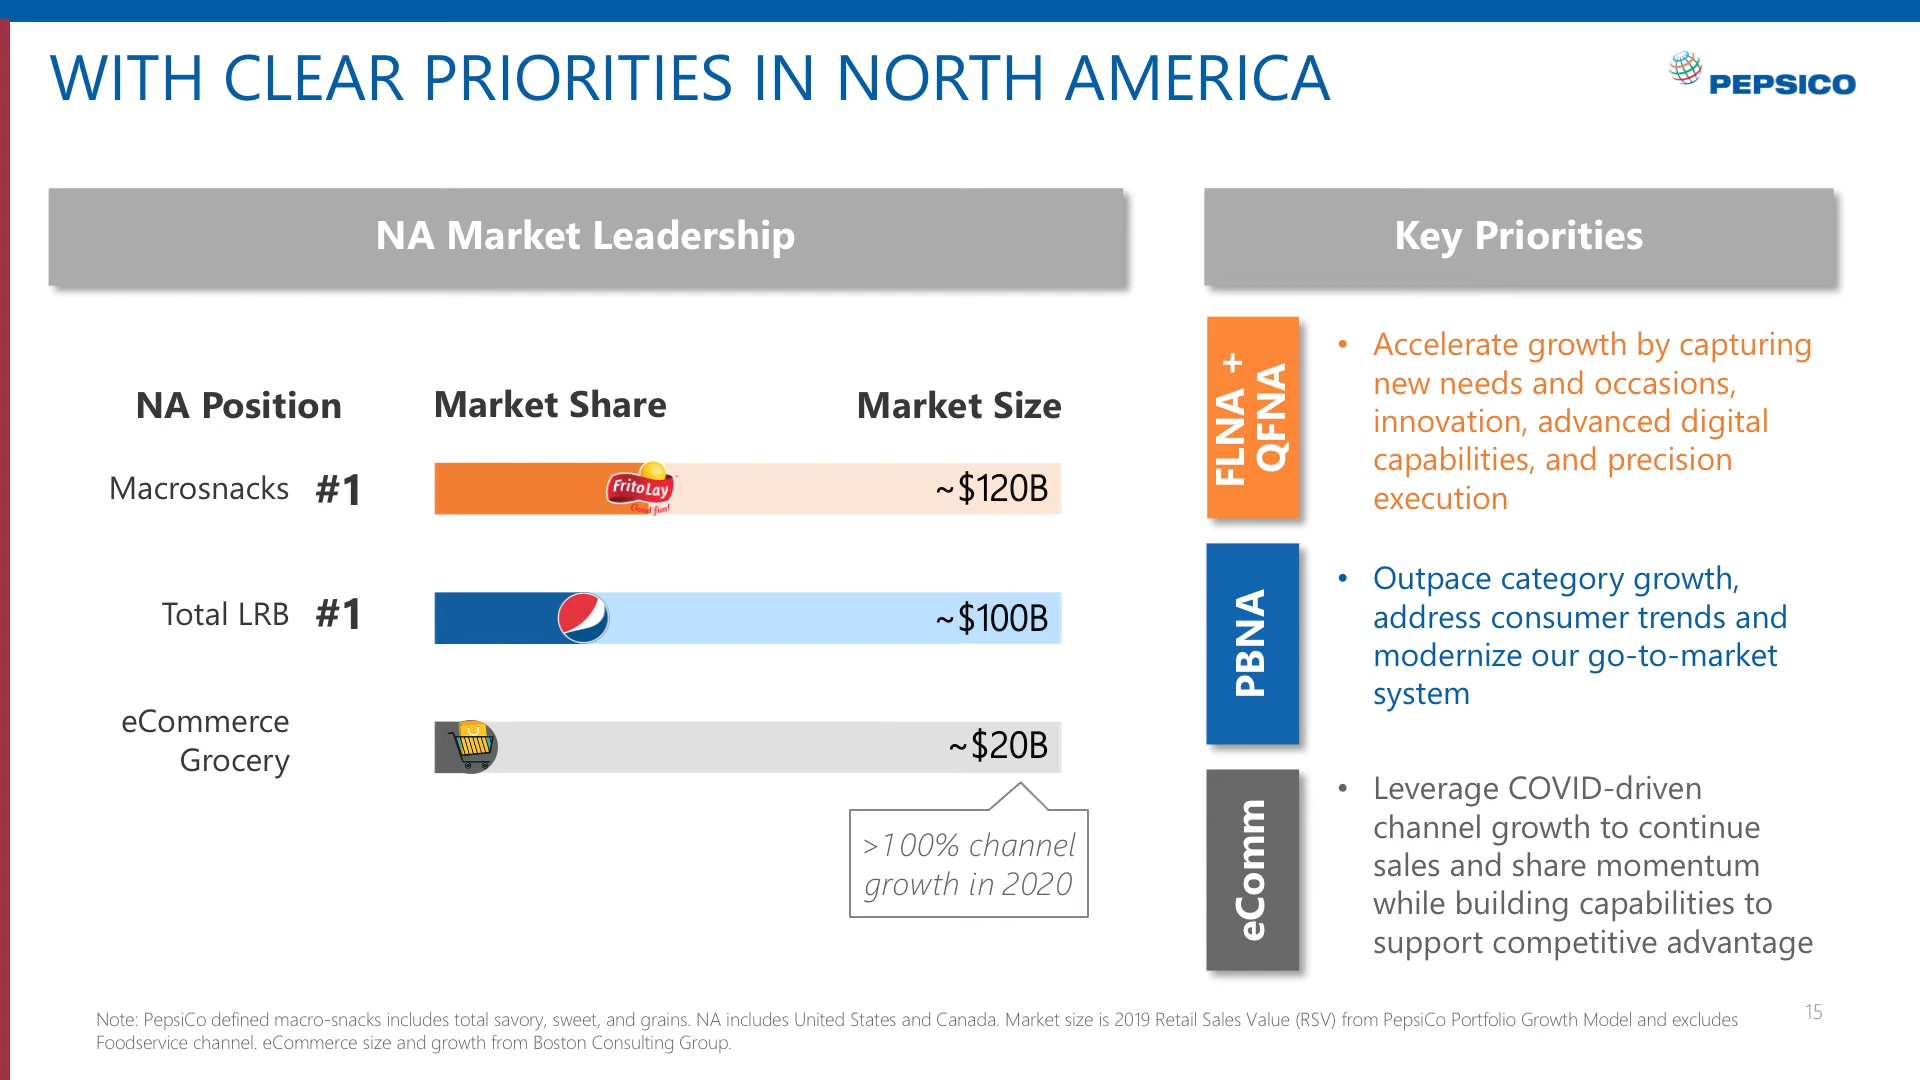 WITH CLEAR PRIORITIES IN NORTH AMERICA
PEPSICO
NA Market Leadership
NA Position
Market Share
Market Size
Macrosnacks #1
Frito Lay
Good fun!
~$120B
Total LRB #1
~$100B
eCommerce
Grocery
~$20B
>100% channel
growth in 2020
Key Priorities
FLNA +
QFNA
• Accelerate growth by capturing
new needs and occasions,
innovation, advanced digital
capabilities, and precision
execution
PBNA
• Outpace category growth,
address consumer trends and
modernize our go-to-market
system
eComm
• Leverage COVID-driven
channel growth to continue
sales and share momentum
while building capabilities to
support competitive advantage
Note: PepsiCo defined macro-snacks includes total savory, sweet, and grains. NA includes United States and Canada. Market size is 2019 Retail Sales Value (RSV) from PepsiCo Portfolio Growth Model and excludes
Foodservice channel. eCommerce size and growth from Boston Consulting Group.
15